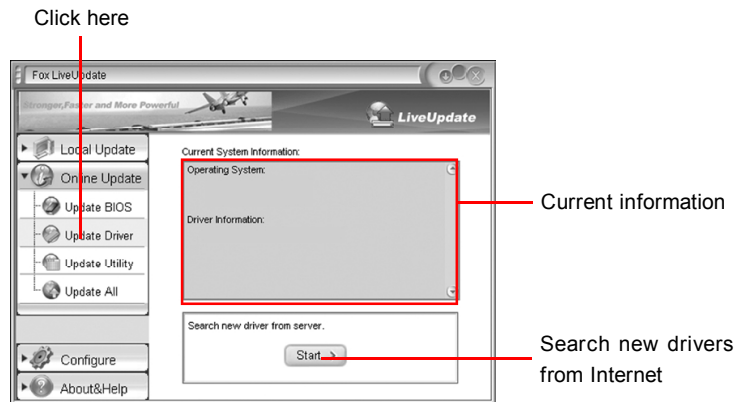 Click here
Fox LiveUpdate
Stronger,Faster and More Powerful
LiveUpdate
Local Update
Online Update
Update BIOS
Update Driver
Update Utility
Update All
Configure
About&Help
Current System Information:
Operating System:
Driver Information:
Search new driver from server.
Start
Current information
Search new drivers
from Internet